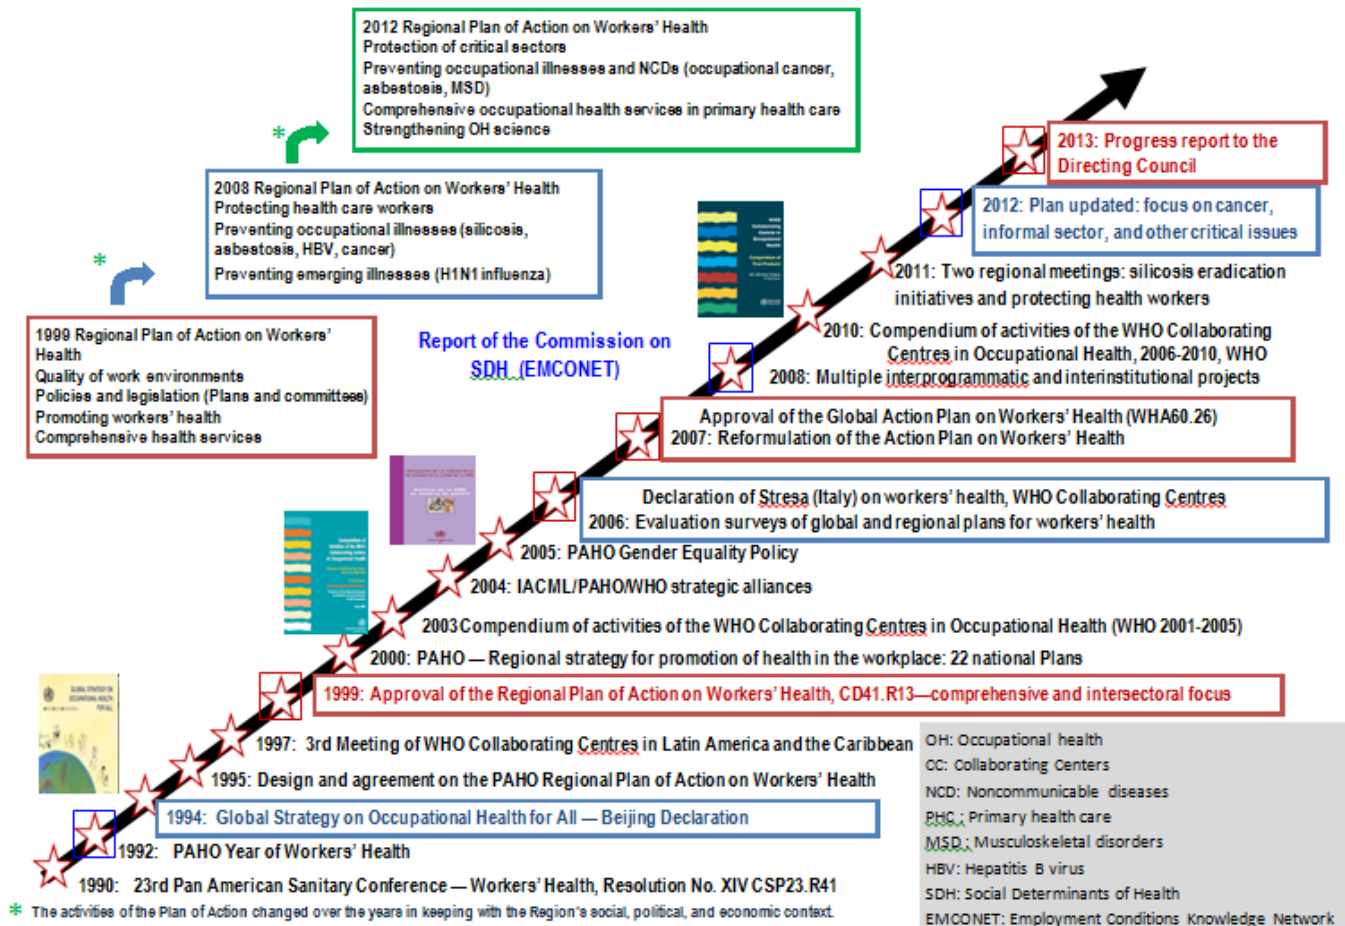 2012 Regional Plan of Action on Workers' Health
Protection of critical sectors
Preventing occupational illnesses and NCDs (occupational cancer,
asbestosis, MSD)
Comprehensive occupational health services in primary health care
Strengthening OH science
*
2008 Regional Plan of Action on Workers' Health
Protecting health care workers
Preventing occupational illnesses (silicosis,
asbestosis, HBV, cancer)
Preventing emerging illnesses (H1N1 influenza)
*
1999 Regional Plan of Action on Workers'
Health
Quality of work environments
Policies and legislation (Plans and committees)
Promoting workers' health
Comprehensive health services
Report of the Commission on
SDH (EMCONET)
2013: Progress report to the
Directing Council
2012: Plan updated: focus on cancer,
informal sector, and other critical issues
2011: Two regional meetings: silicosis eradication
initiatives and protecting health workers
2010: Compendium of activities of the WHO Collaborating
Centres in Occupational Health, 2006-2010, WHO
2008: Multiple interprogrammatic and interinstitutional projects
Approval of the Global Action Plan on Workers' Health (WHA60.26)
2007: Reformulation of the Action Plan on Workers' Health
Declaration of Stresa (Italy) on workers' health, WHO Collaborating Centres
2006: Evaluation surveys of global and regional plans for workers' health
2005: PAHO Gender Equality Policy
2004: IACML/PAHO/WHO strategic alliances
2003 Compendium of activities of the WHO Collaborating Centres in Occupational Health (WHO 2001-2005)
2000: PAHO — Regional strategy for promotion of health in the workplace: 22 national Plans
1999: Approval of the Regional Plan of Action on Workers' Health, CD41.R13—comprehensive and intersectoral focus
1997: 3rd Meeting of WHO Collaborating Centres in Latin America and the Caribbean
1995: Design and agreement on the PAHO Regional Plan of Action on Workers' Health
1994: Global Strategy on Occupational Health for All — Beijing Declaration
1992: PAHO Year of Workers' Health
1990: 23rd Pan American Sanitary Conference — Workers' Health, Resolution No. XIV CSP23.R41
* The activities of the Plan of Action changed over the years in keeping with the Region's social, political, and economic context.
GLOBAL STRATEGY ON
OCCUPATIONAL HEALTH
FOR ALL
OH: Occupational health
CC: Collaborating Centers
NCD: Noncommunicable diseases
PHC : Primary health care
MSD : Musculoskeletal disorders
HBV: Hepatitis B virus
SDH: Social Determinants of Health
EMCONET: Employment Conditions Knowledge Network